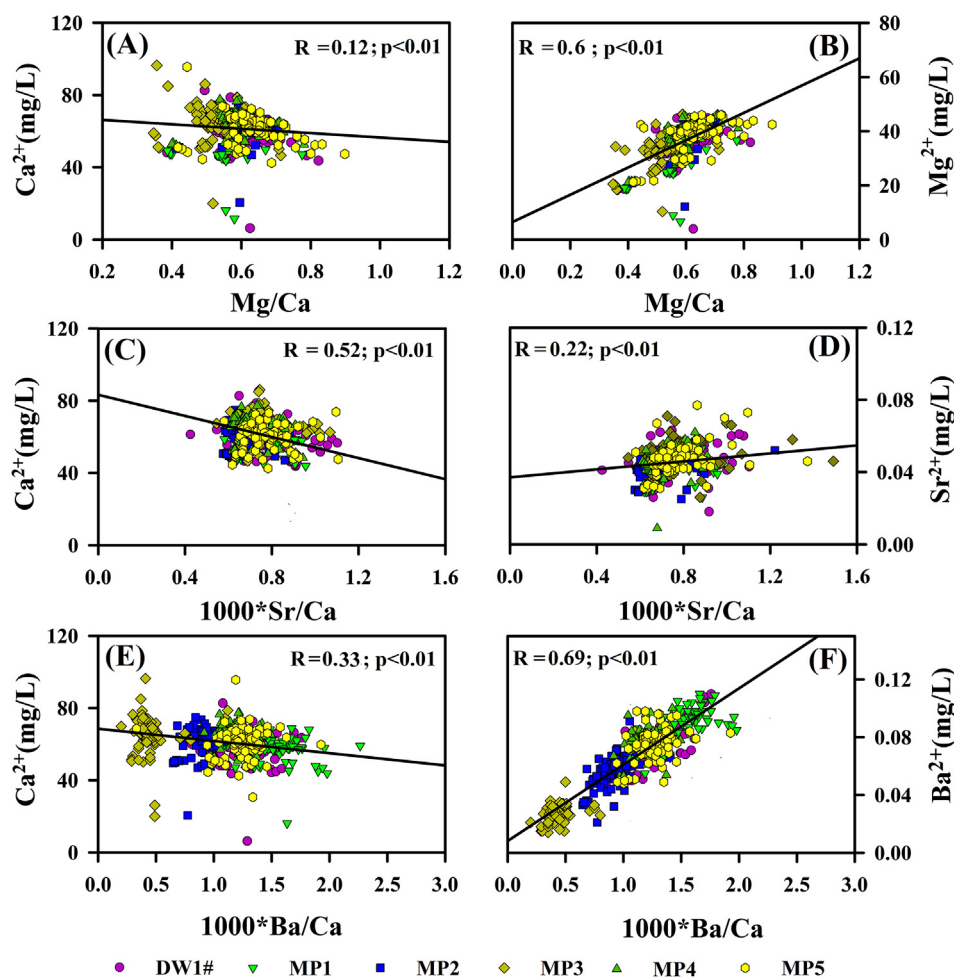 (A) R = 0.12 ; p<0.01
Ca²⁺(mg/L)
120
80
40
0
0.2 0.4 0.6 0.8 1.0 1.2
Mg/Ca
R = 0.6 ; p<0.01 (B)
80
60
40
20
0
Mg²⁺(mg/L)
0.0 0.2 0.4 0.6 0.8 1.0 1.2
Mg/Ca
(C) R = 0.52; p<0.01
Ca²⁺(mg/L)
120
80
40
0
0.0 0.4 0.8 1.2 1.6
1000*Sr/Ca
R = 0.22; p<0.01 (D)
0.12
0.08
0.04
0.00
Sr²⁺(mg/L)
0.0 0.4 0.8 1.2 1.6
1000*Sr/Ca
(E) R=0.33 ; p<0.01
Ca²⁺(mg/L)
120
80
40
0
0.0 0.5 1.0 1.5 2.0 2.5 3.0
1000*Ba/Ca
R = 0.69; p<0.01 (F)
0.12
0.08
0.04
0.00
Ba²⁺(mg/L)
0.0 0.5 1.0 1.5 2.0 2.5 3.0
1000*Ba/Ca
DW1# MP1 MP2 MP3 MP4 MP5